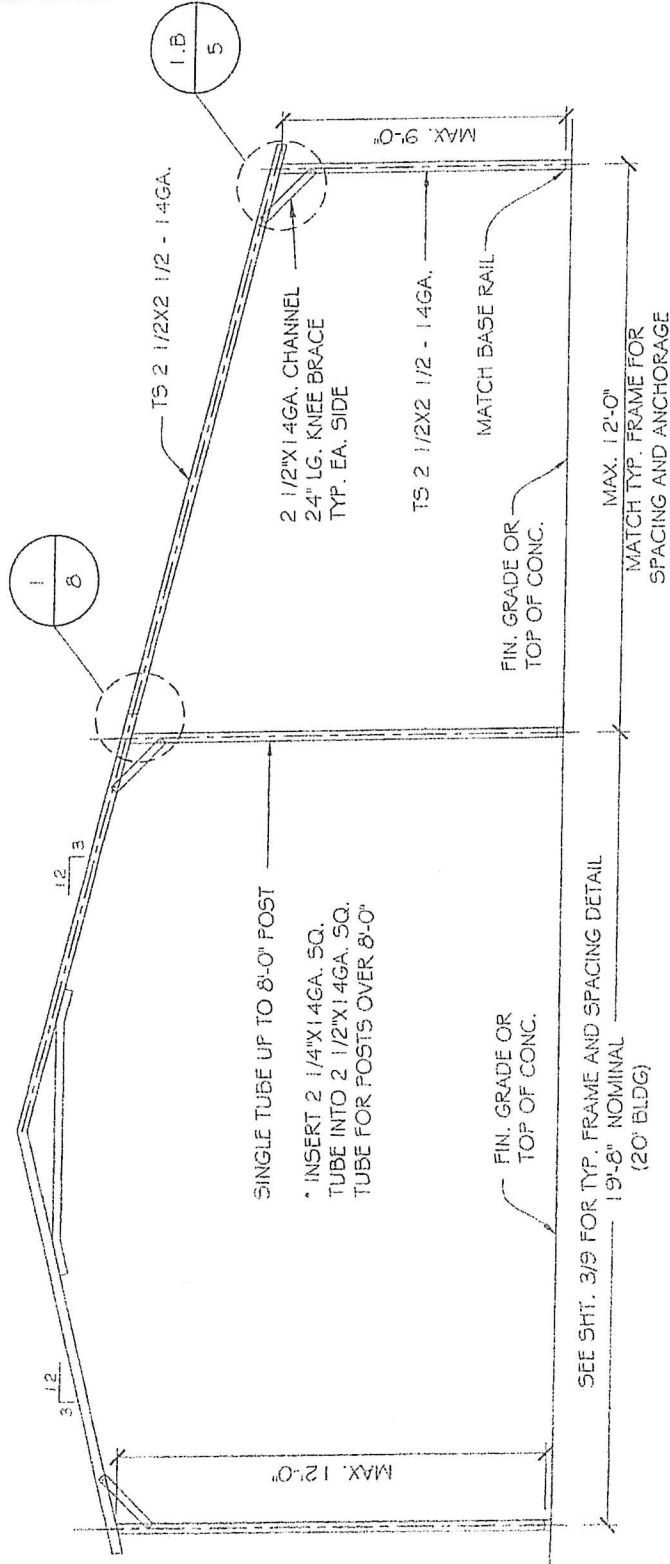 1.B
5
1
8
TS 2 1/2X2 1/2 - 14GA.
12
3
12
3
2 1/2"X14GA. CHANNEL
24" LG. KNEE BRACE
TYP. EA. SIDE
MAX. 9'-0"
TS 2 1/2X2 1/2 - 14GA.
MATCH BASE RAIL
SINGLE TUBE UP TO 8'-0" POST
* INSERT 2 1/4"X14GA. SQ.
TUBE INTO 2 1/2"X14GA. SQ.
TUBE FOR POSTS OVER 8'-0"
MAX. 12'-0"
FIN. GRADE OR
TOP OF CONC.
FIN. GRADE OR
TOP OF CONC.
MAX. 12'-0"
MATCH TYP. FRAME FOR
SPACING AND ANCHORAGE
SEE SHT. 3/9 FOR TYP. FRAME AND SPACING DETAIL
19'-8" NOMINAL
(20' BLDG)